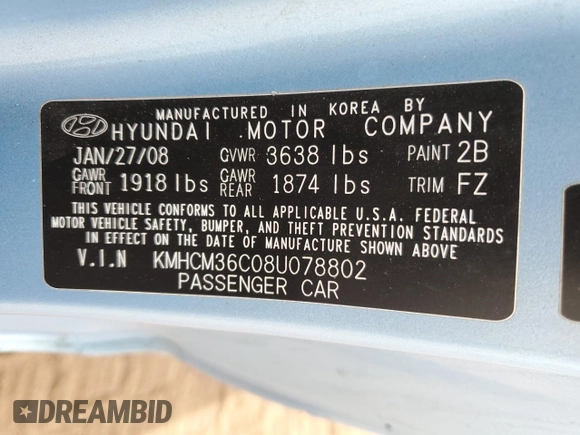 MANUFACTURED IN KOREA BY
HYUNDAI MOTOR COMPANY
JAN/27/08 GVWR 3638 lbs PAINT 2B
GAWR FRONT 1918 lbs GAWR REAR 1874 lbs TRIM FZ
THIS VEHICLE CONFORMS TO ALL APPLICABLE U.S.A. FEDERAL
MOTOR VEHICLE SAFETY, BUMPER, AND THEFT PREVENTION STANDARDS
IN EFFECT ON THE DATE OF MANUFACTURE SHOWN ABOVE
V.I.N KMHCM36C08U078802
PASSENGER CAR
DREAMBID